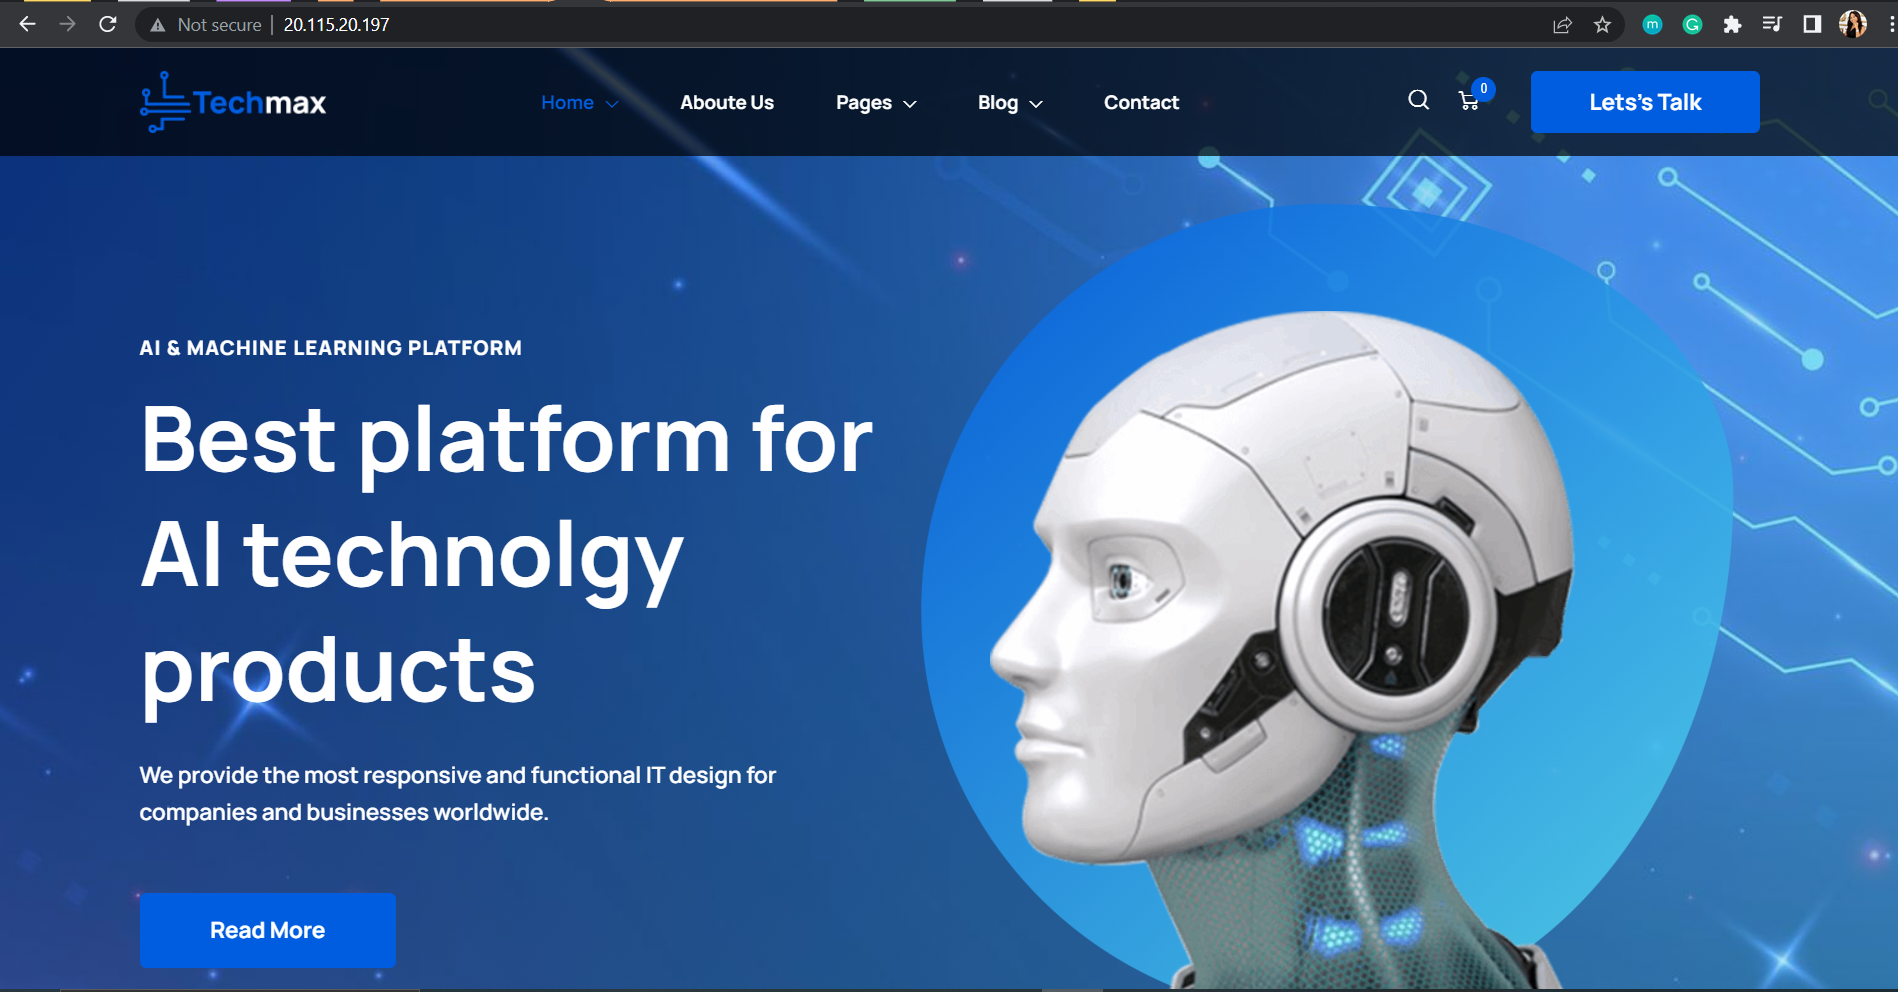 Not secure | 20.115.20.197
m
G
Techmax
Home
Aboute Us
Pages
Blog
Contact
0
Lets's Talk
AI & MACHINE LEARNING PLATFORM
Best platform for
AI technolgy
products
We provide the most responsive and functional IT design for
companies and businesses worldwide.
Read More